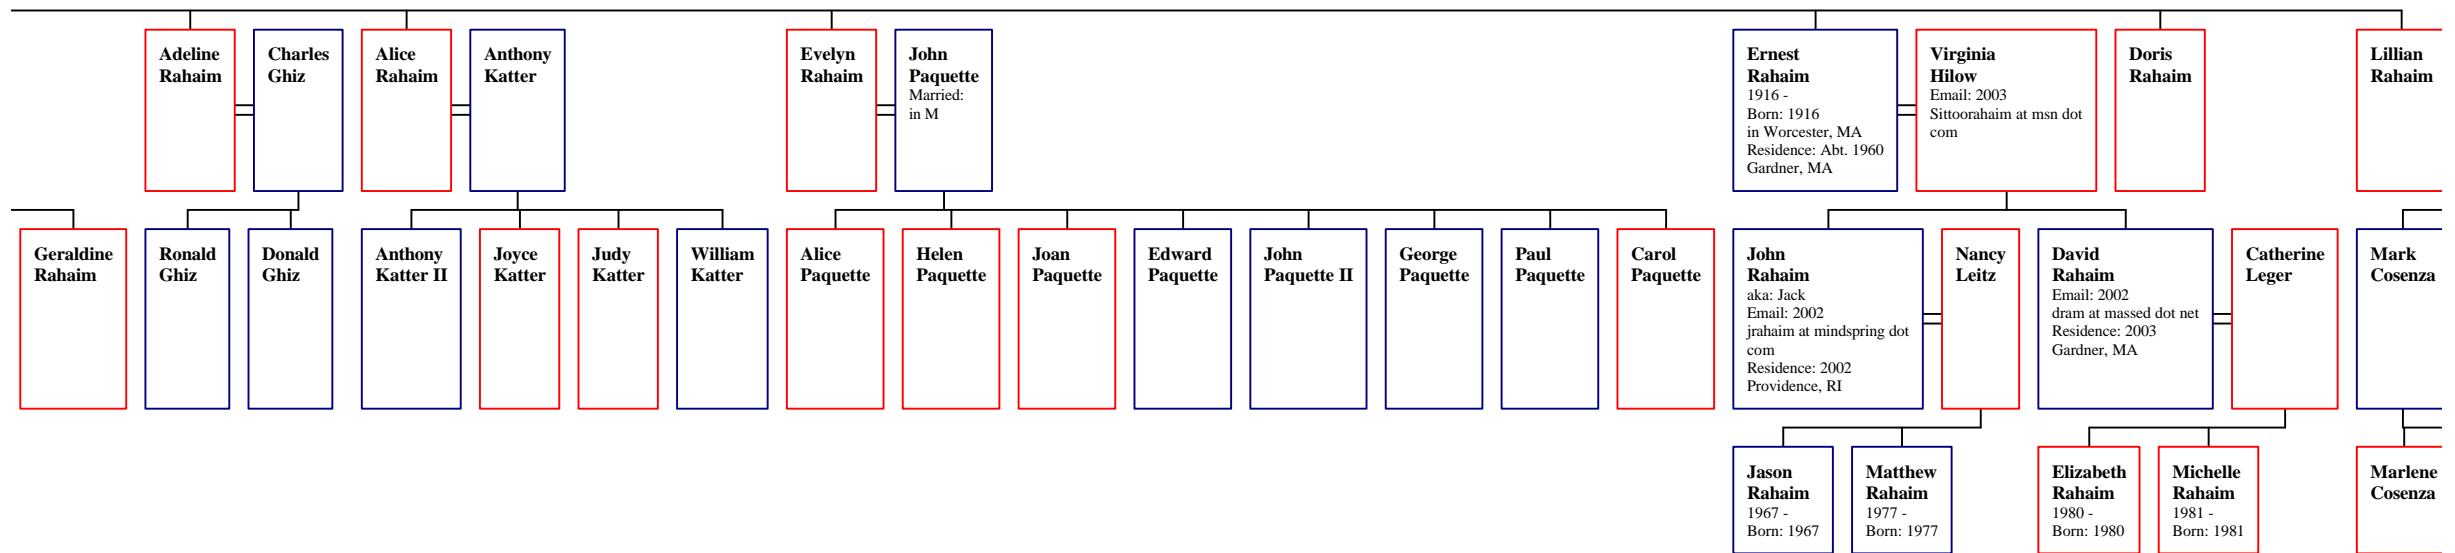 Adeline
Rahaim
Charles
Ghiz
Alice
Rahaim
Anthony
Katter
Evelyn
Rahaim
John
Paquette
Married:
in M
Ernest
Rahaim
1916 -
Born: 1916
in Worcester, MA
Residence: Abt. 1960
Gardner, MA
Virginia
Hilow
Email: 2003
Sittoorahaim at msn dot
com
Doris
Rahaim
Lillian
Rahaim
Geraldine
Rahaim
Ronald
Ghiz
Donald
Ghiz
Anthony
Katter II
Joyce
Katter
Judy
Katter
William
Katter
Alice
Paquette
Helen
Paquette
Joan
Paquette
Edward
Paquette
John
Paquette II
George
Paquette
Paul
Paquette
Carol
Paquette
John
Rahaim
aka: Jack
Email: 2002
jrahaim at mindspring dot
com
Residence: 2002
Providence, RI
Nancy
Leitz
David
Rahaim
Email: 2002
dram at massed dot net
Residence: 2003
Gardner, MA
Catherine
Leger
Mark
Cosenza
Jason
Rahaim
1967 -
Born: 1967
Matthew
Rahaim
1977 -
Born: 1977
Elizabeth
Rahaim
1980 -
Born: 1980
Michelle
Rahaim
1981 -
Born: 1981
Marlene
Cosenza